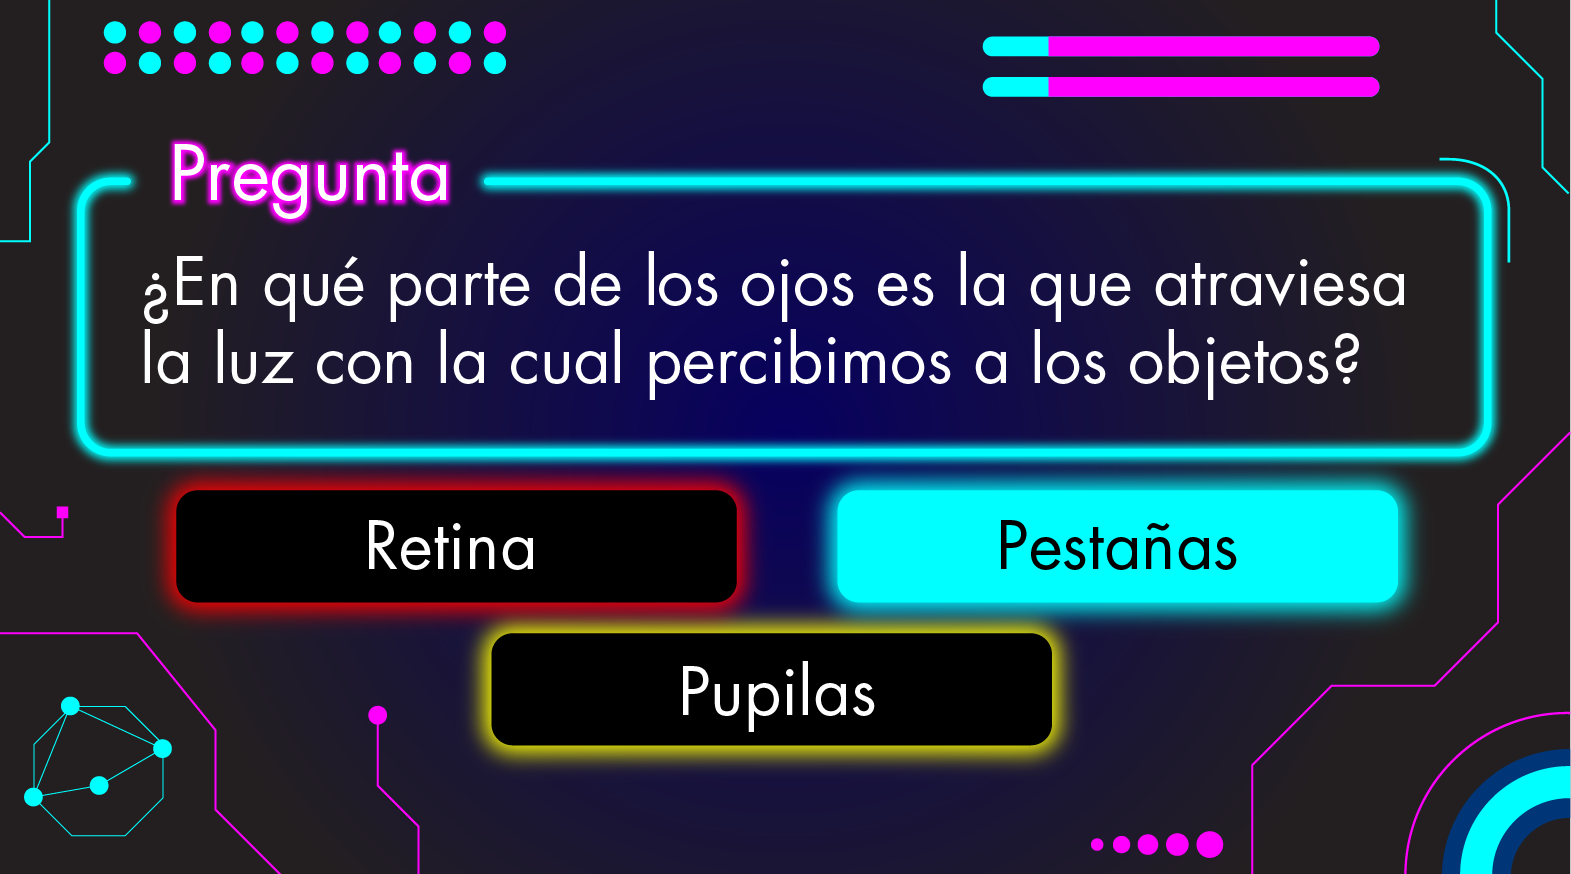 Pregunta
¿En qué parte de los ojos es la que atraviesa
la luz con la cual percibimos a los objetos?
Retina
Pestañas
Pupilas